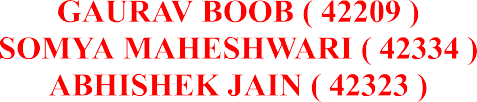 GAURAV BOOB ( 42209 )
SOMYA MAHESHWARI ( 42334 )
ABHISHEK JAIN ( 42323 )